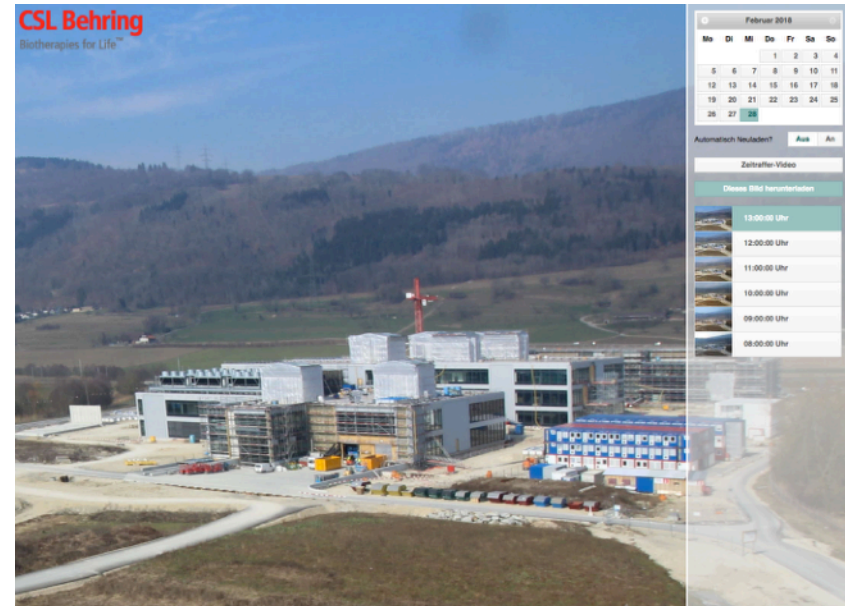 CSL Behring
Biotherapies for Life™
Februar 2018
Mo Di Mi Do Fr Sa So
1 2 3 4
5 6 7 8 9 10 11
12 13 14 15 16 17 18
19 20 21 22 23 24 25
26 27 28
Automatisch Neuladen? Aus An
Zeitraffer-Video
Dieses Bild herunterladen
13:00:00 Uhr
12:00:00 Uhr
11:00:00 Uhr
10:00:00 Uhr
09:00:00 Uhr
08:00:00 Uhr